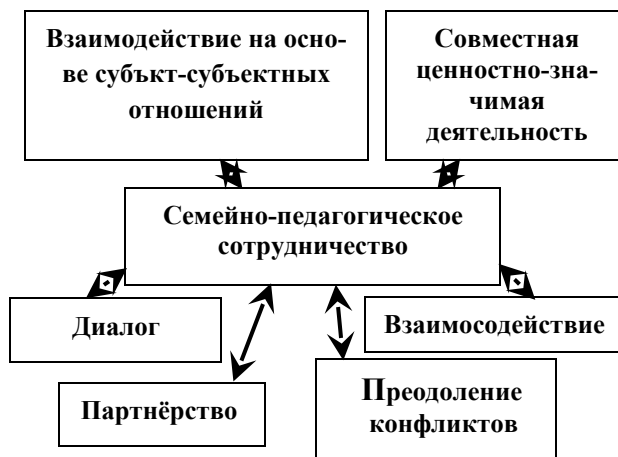 Взаимодействие на осно-
ве субъкт-субъектных
отношений
Совместная
ценностно-зна-
чимая
деятельность
Семейно-педагогическое
сотрудничество
Диалог
Взаимосодействие
Партнёрство
Преодоление
конфликтов